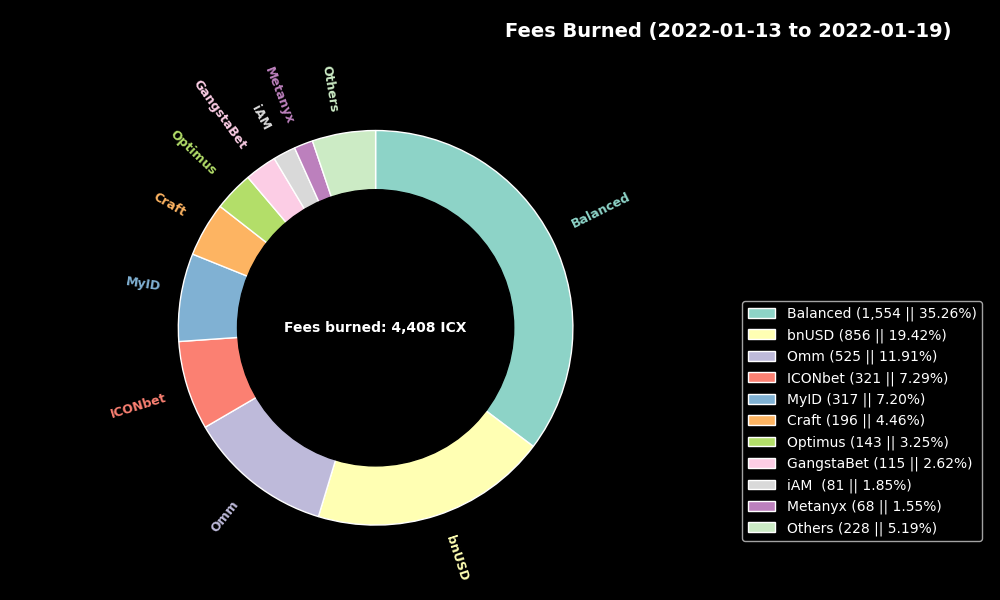 Fees Burned (2022-01-13 to 2022-01-19)
Others
Metanyx
iAM
GangstaBet
Optimus
Craft
MyID
ICONbet
Omm
bnUSD
Balanced
Fees burned: 4,408 ICX
Balanced (1,554 || 35.26%)
bnUSD (856 || 19.42%)
Omm (525 || 11.91%)
ICONbet (321 || 7.29%)
MyID (317 || 7.20%)
Craft (196 || 4.46%)
Optimus (143 || 3.25%)
GangstaBet (115 || 2.62%)
iAM  (81 || 1.85%)
Metanyx (68 || 1.55%)
Others (228 || 5.19%)